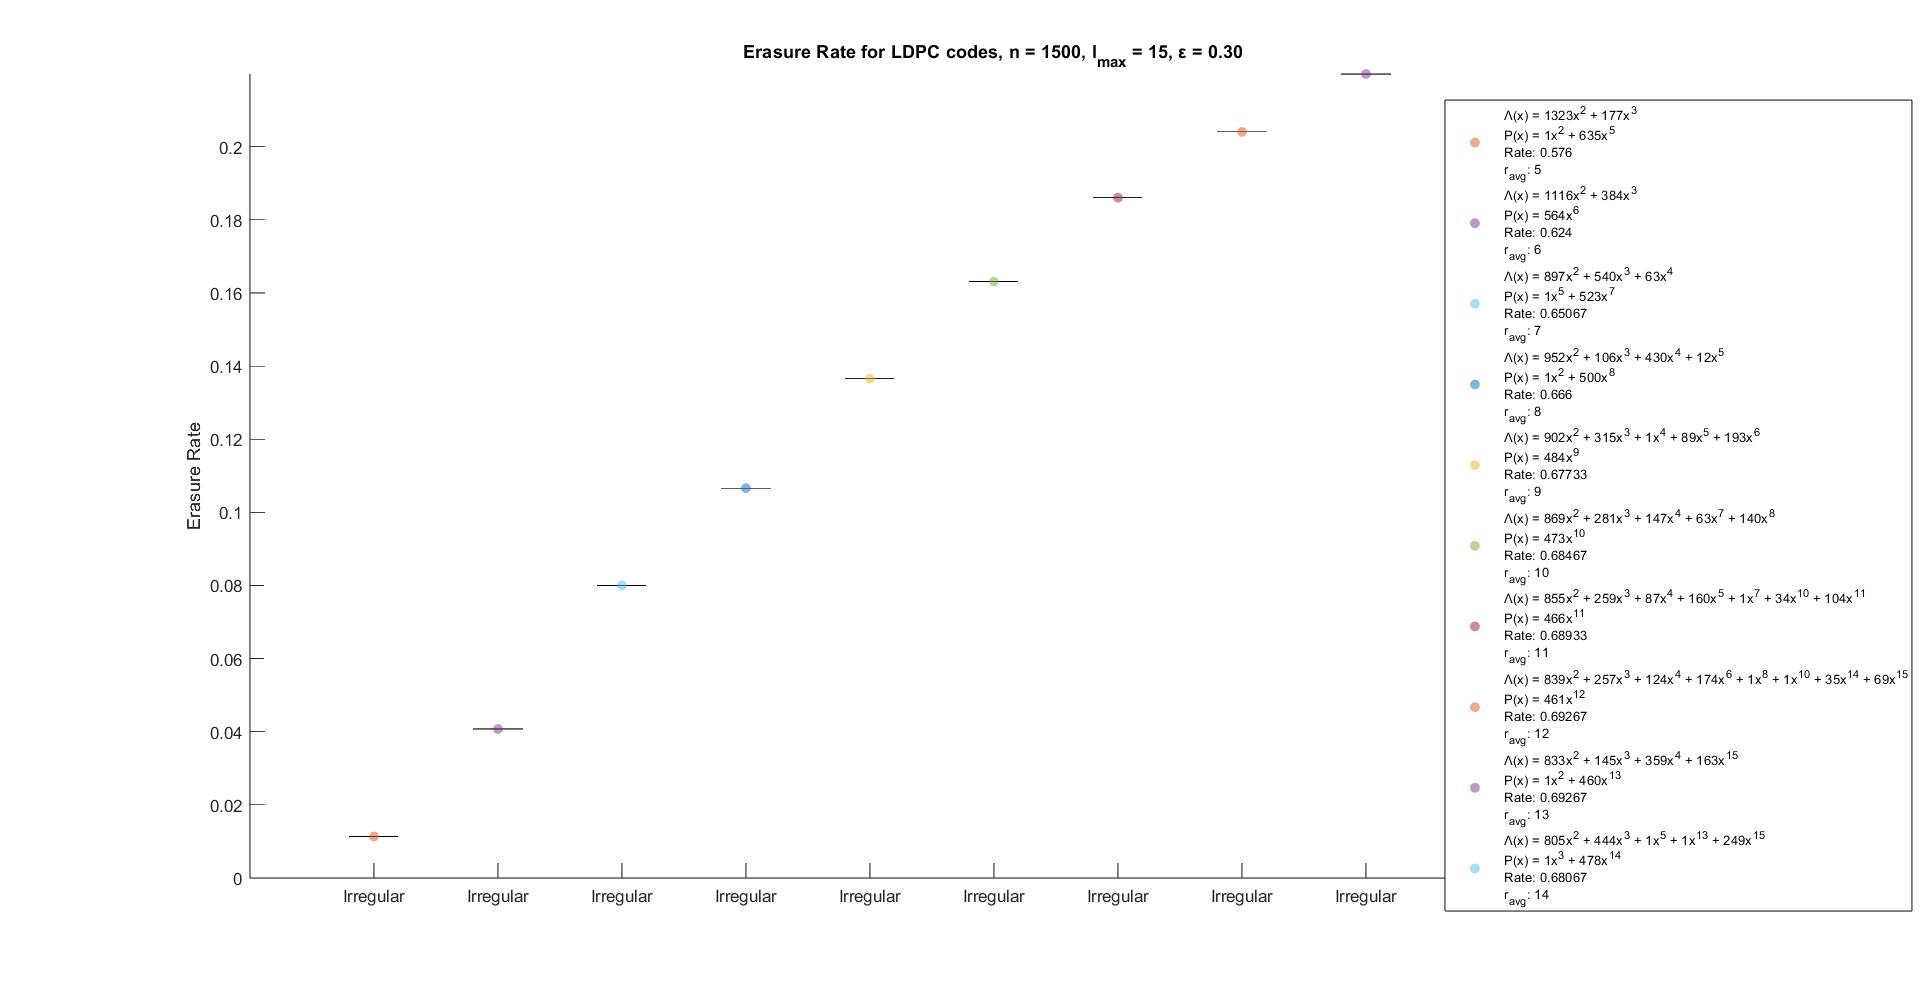 Erasure Rate for LDPC codes, n = 1500, l_max = 15, ε = 0.30
Erasure Rate
0.2
0.18
0.16
0.14
0.12
0.1
0.08
0.06
0.04
0.02
0
Irregular Irregular Irregular Irregular Irregular Irregular Irregular Irregular Irregular
Λ(x) = 1323x^2 + 177x^3
P(x) = 1x^2 + 635x^5
Rate: 0.576
r_avg: 5
Λ(x) = 1116x^2 + 384x^3
P(x) = 564x^6
Rate: 0.624
r_avg: 6
Λ(x) = 897x^2 + 540x^3 + 63x^4
P(x) = 1x^5 + 523x^7
Rate: 0.65067
r_avg: 7
Λ(x) = 952x^2 + 106x^3 + 430x^4 + 12x^5
P(x) = 1x^2 + 500x^8
Rate: 0.666
r_avg: 8
Λ(x) = 902x^2 + 315x^3 + 1x^4 + 89x^5 + 193x^6
P(x) = 484x^9
Rate: 0.67733
r_avg: 9
Λ(x) = 869x^2 + 281x^3 + 147x^4 + 63x^7 + 140x^8
P(x) = 473x^10
Rate: 0.68467
r_avg: 10
Λ(x) = 855x^2 + 259x^3 + 87x^4 + 160x^5 + 1x^7 + 34x^10 + 104x^11
P(x) = 466x^11
Rate: 0.68933
r_avg: 11
Λ(x) = 839x^2 + 257x^3 + 124x^4 + 174x^6 + 1x^8 + 1x^10 + 35x^14 + 69x^15
P(x) = 461x^12
Rate: 0.69267
r_avg: 12
Λ(x) = 833x^2 + 145x^3 + 359x^4 + 163x^15
P(x) = 1x^2 + 460x^13
Rate: 0.69267
r_avg: 13
Λ(x) = 805x^2 + 444x^3 + 1x^5 + 1x^13 + 249x^15
P(x) = 1x^3 + 478x^14
Rate: 0.68067
r_avg: 14